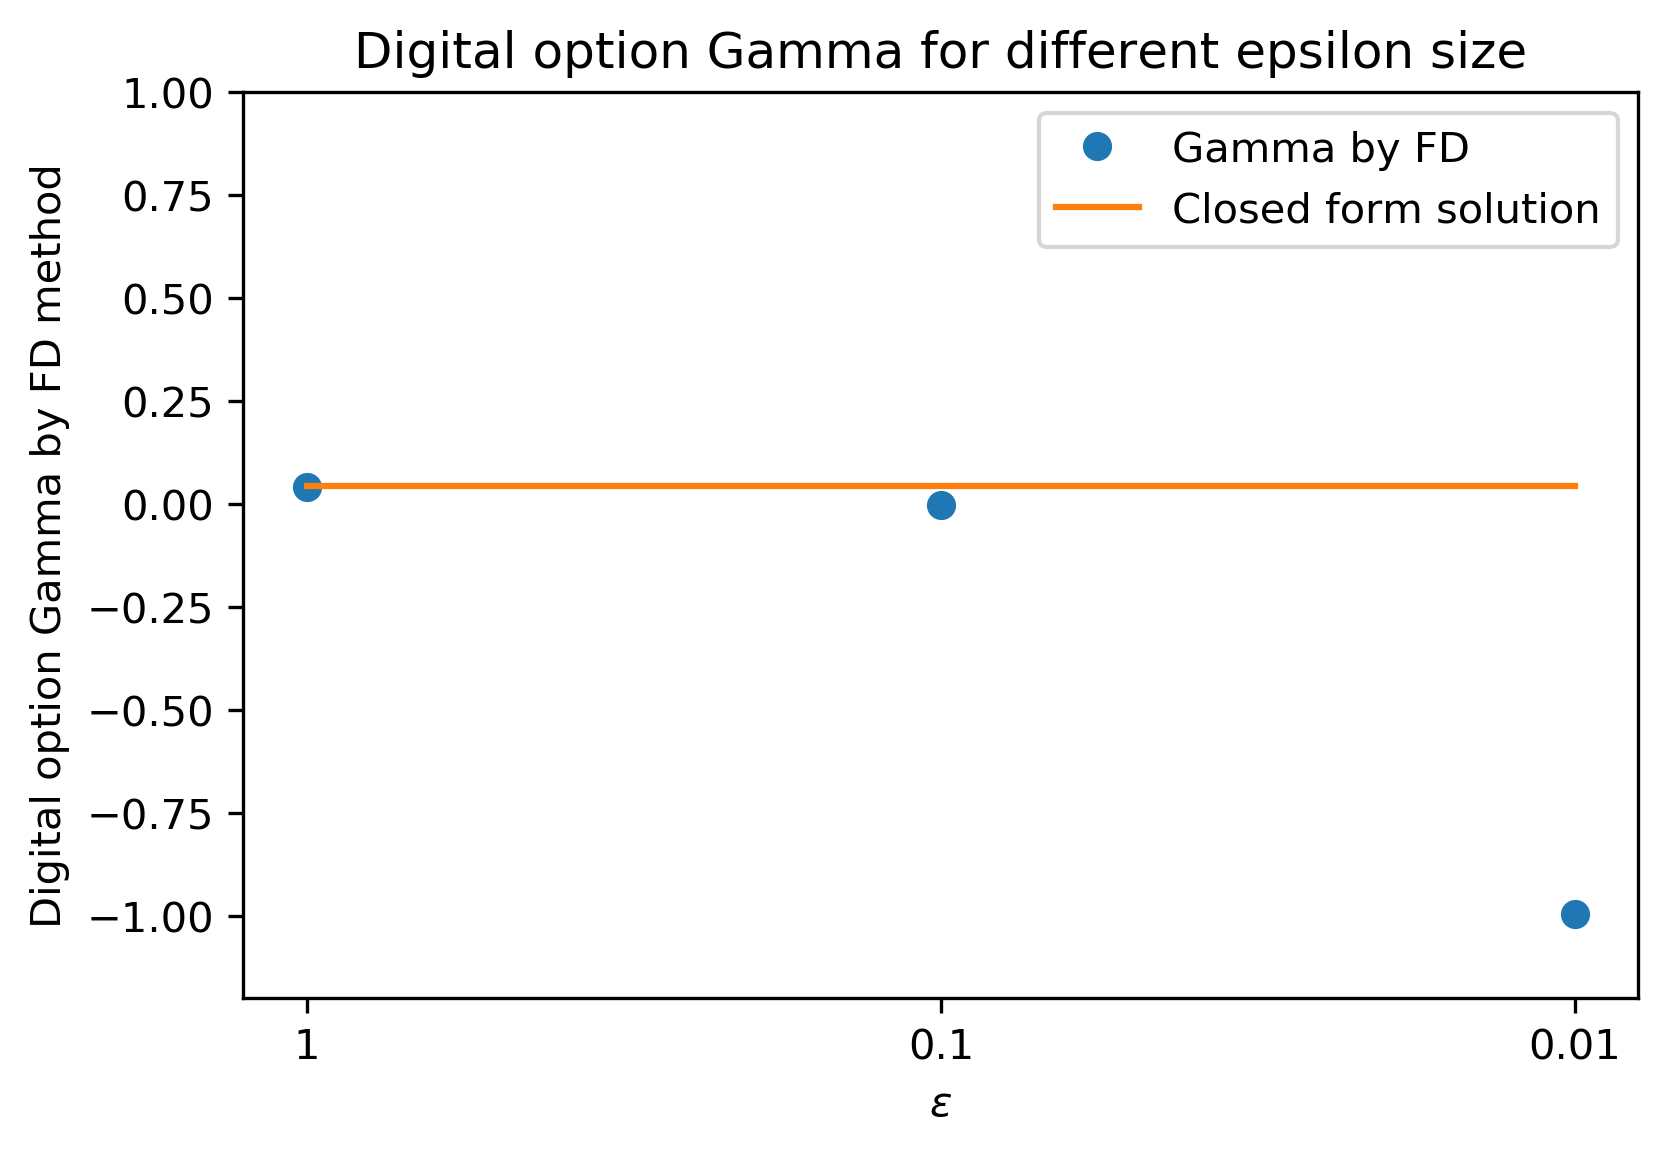 Digital option Gamma for different epsilon size
Digital option Gamma by FD method
1.00
0.75
0.50
0.25
0.00
−0.25
−0.50
−0.75
−1.00
Gamma by FD
Closed form solution
1
0.1
0.01
ε